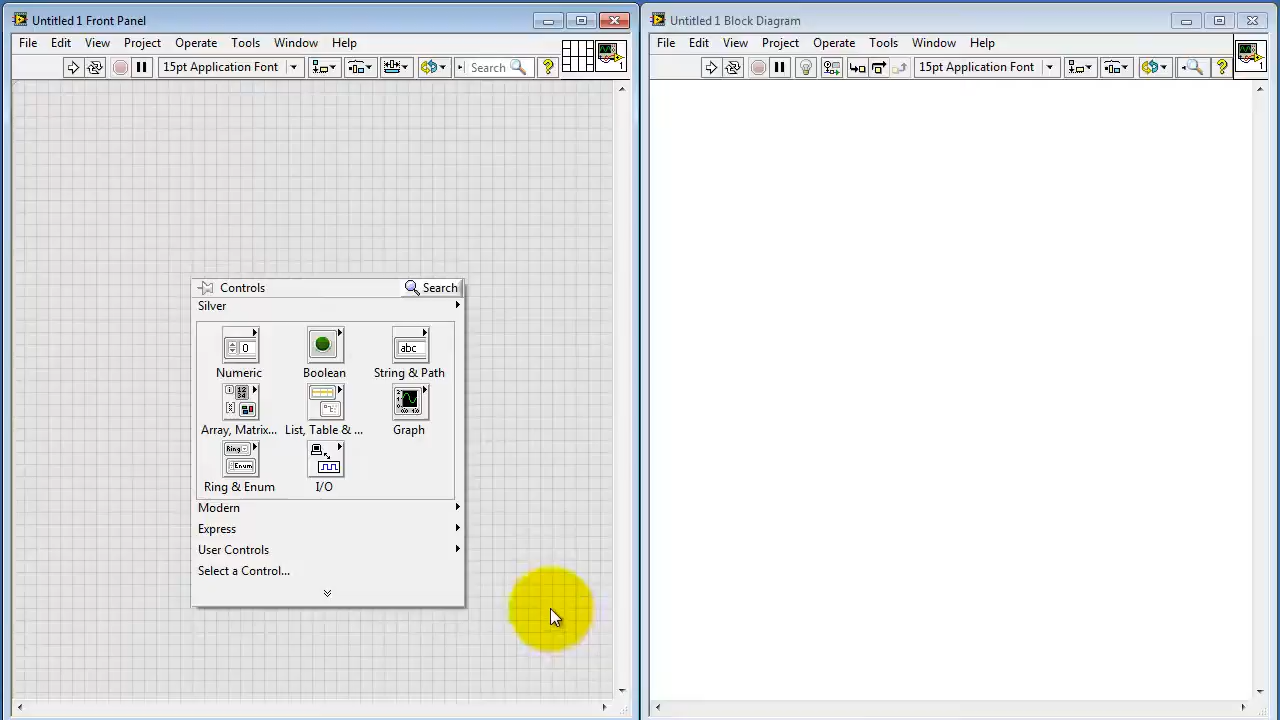 Untitled 1 Front Panel
File Edit View Project Operate Tools Window Help
15pt Application Font
Search
?
1
Controls
Search
Silver
0
abc
Numeric Boolean String & Path
Array, Matrix... List, Table & ... Graph
Ring
Enum
Ring & Enum I/O
Modern
Express
User Controls
Select a Control...
Untitled 1 Block Diagram
File Edit View Project Operate Tools Window Help
15pt Application Font
?
1